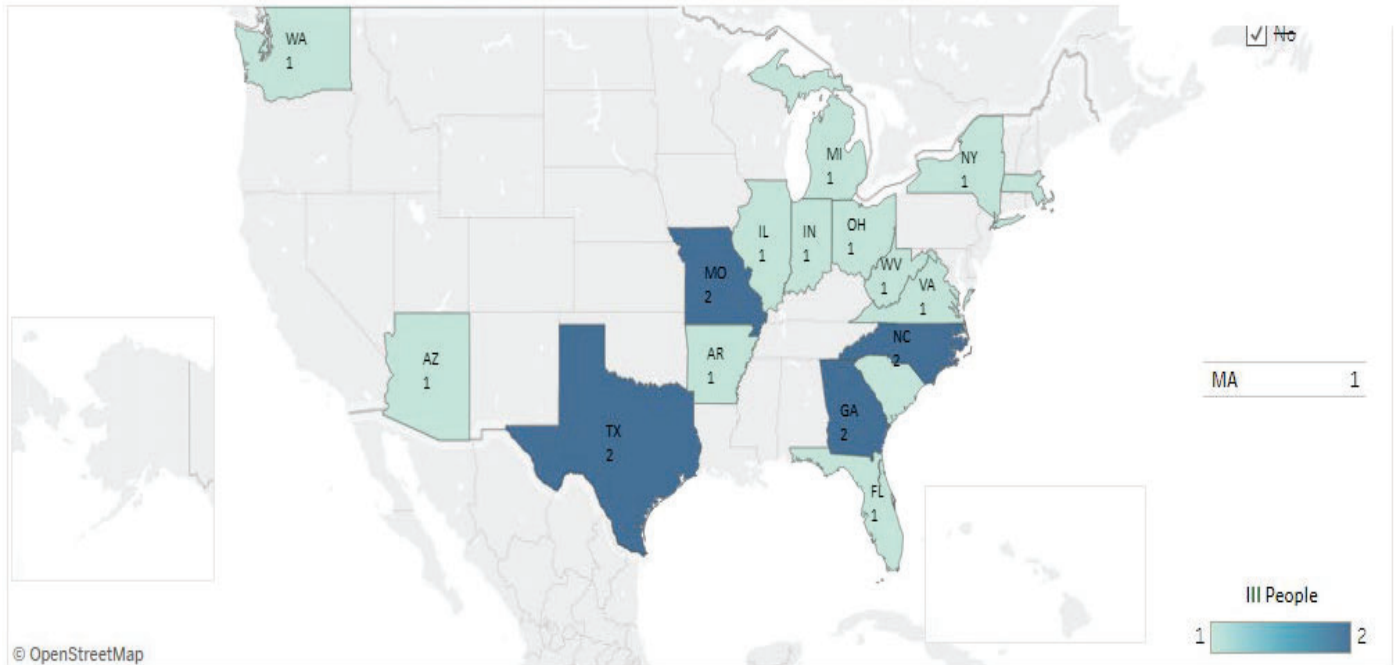 No
WA
1
MI
1
NY
1
IL
1
IN
1
OH
1
WV
1
VA
1
MO
2
NC
2
AZ
1
AR
1
MA 1
GA
2
TX
2
FL
1
Ill People
1 2
© OpenStreetMap